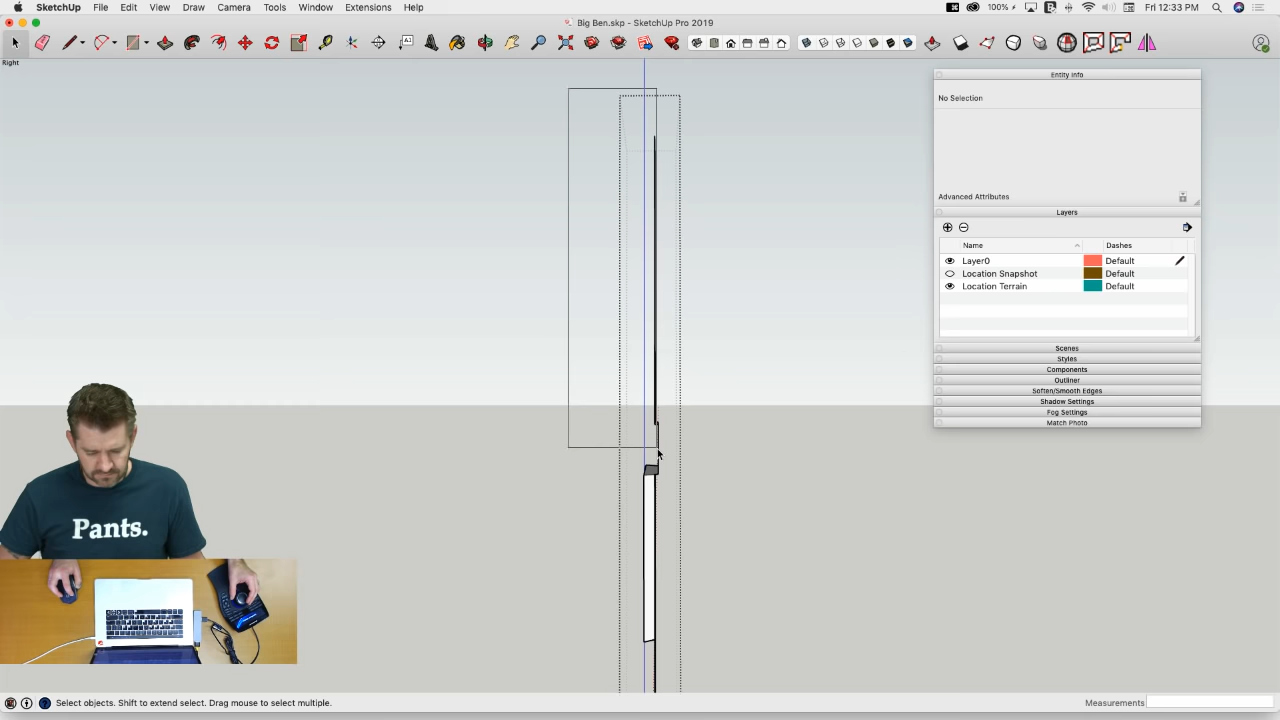 SketchUp File Edit View Draw Camera Tools Window Extensions Help 100% Fri 12:33 PM
Big Ben.skp - SketchUp Pro 2019
Right
Entity Info
No Selection
Advanced Attributes
Layers
Name Dashes
Layer0 Default
Location Snapshot Default
Location Terrain Default
Scenes
Styles
Components
Outliner
Soften/Smooth Edges
Shadow Settings
Fog Settings
Match Photo
Pants.
Select objects. Shift to extend select. Drag mouse to select multiple. Measurements